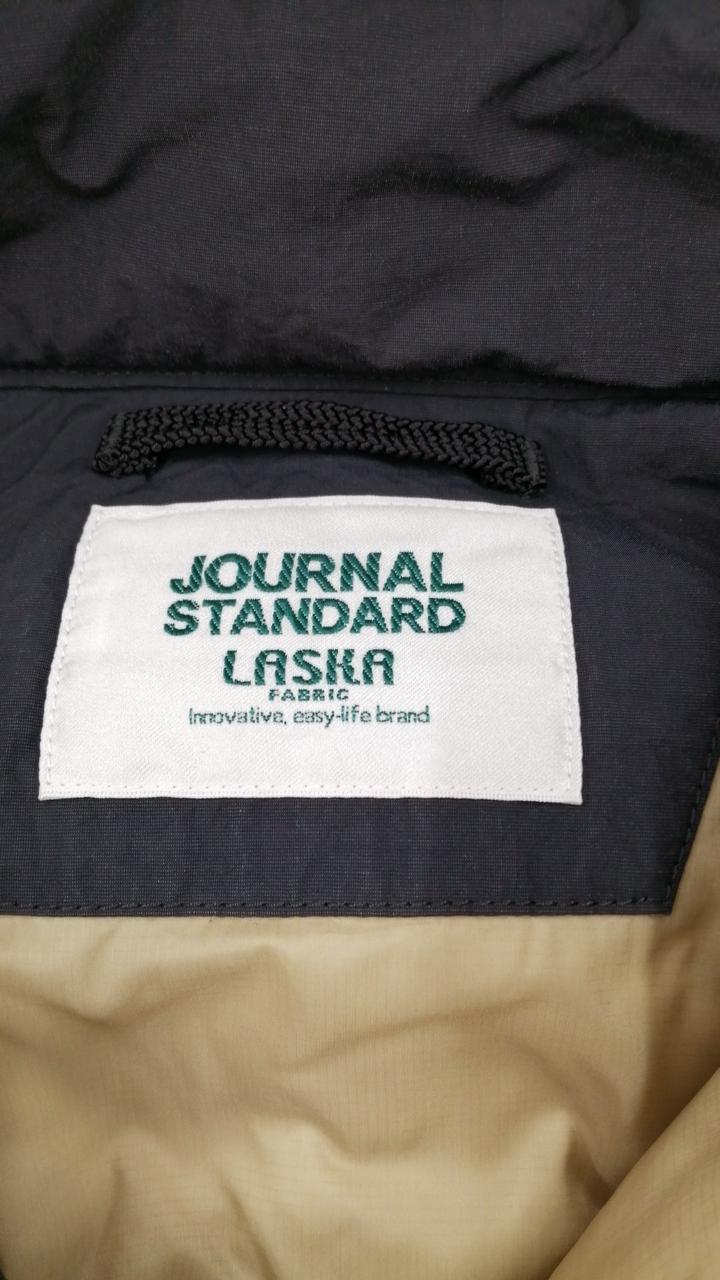 JOURNAL
STANDARD
LASKA
FABRIC
Innovative, easy-life brand